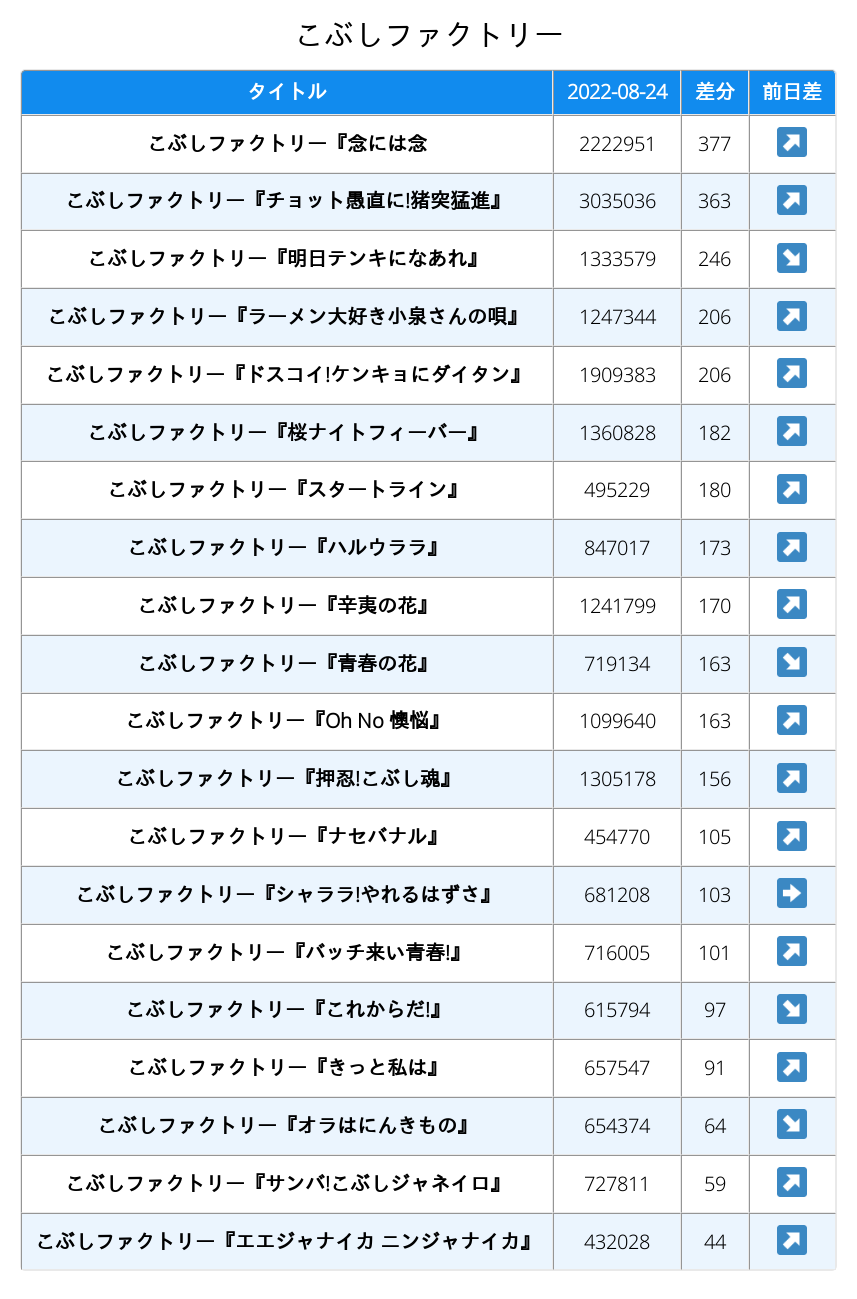 こぶしファクトリー
タイトル 2022-08-24 差分 前日差
こぶしファクトリー『念には念 2222951 377 ↗
こぶしファクトリー『チョット愚直に!猪突猛進』 3035036 363 ↗
こぶしファクトリー『明日テンキになあれ』 1333579 246 ↘
こぶしファクトリー『ラーメン大好き小泉さんの唄』 1247344 206 ↗
こぶしファクトリー『ドスコイ!ケンキョにダイタン』 1909383 206 ↗
こぶしファクトリー『桜ナイトフィーバー』 1360828 182 ↗
こぶしファクトリー『スタートライン』 495229 180 ↗
こぶしファクトリー『ハルウララ』 847017 173 ↗
こぶしファクトリー『辛夷の花』 1241799 170 ↗
こぶしファクトリー『青春の花』 719134 163 ↘
こぶしファクトリー『Oh No 懊悩』 1099640 163 ↗
こぶしファクトリー『押忍!こぶし魂』 1305178 156 ↗
こぶしファクトリー『ナセバナル』 454770 105 ↗
こぶしファクトリー『シャララ!やれるはずさ』 681208 103 ➡
こぶしファクトリー『バッチ来い青春!』 716005 101 ↗
こぶしファクトリー『これからだ!』 615794 97 ↘
こぶしファクトリー『きっと私は』 657547 91 ↗
こぶしファクトリー『オラはにんきもの』 654374 64 ↘
こぶしファクトリー『サンバ!こぶしジャネイロ』 727811 59 ↗
こぶしファクトリー『エエジャナイカ ニンジャナイカ』 432028 44 ↗